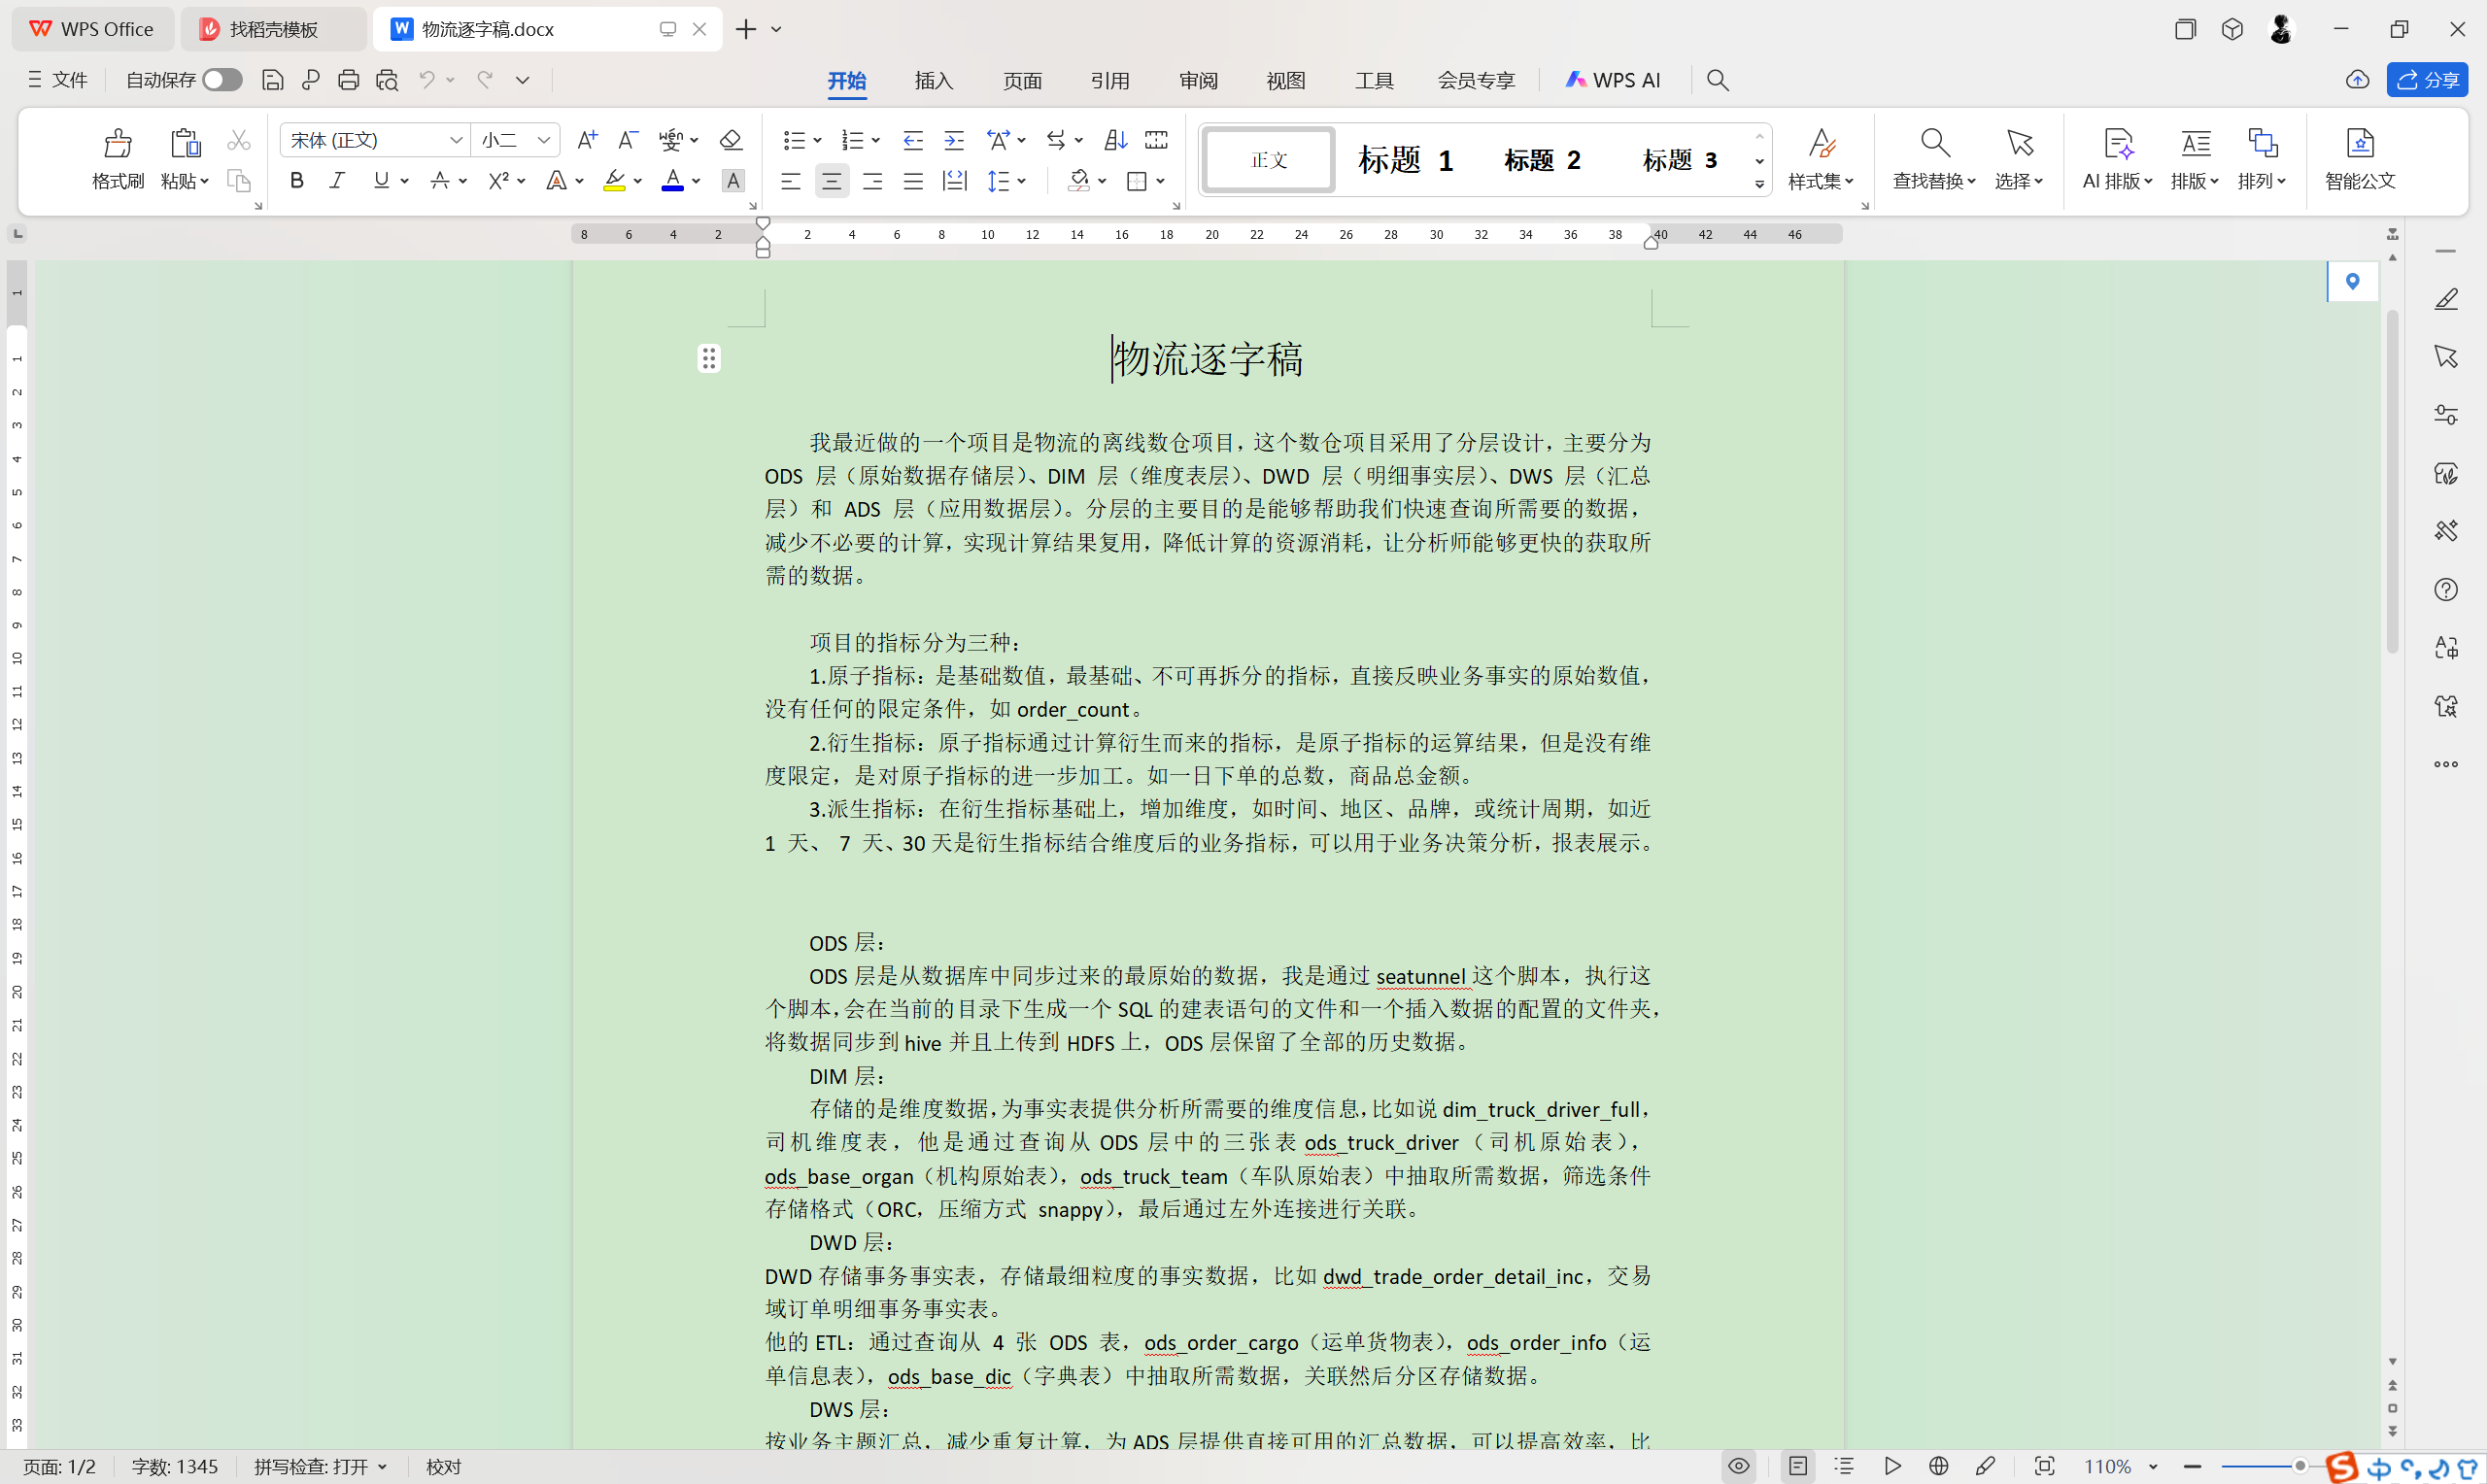 WPS Office 找稻壳模板 物流逐字稿.docx
文件 自动保存 开始 插入 页面 引用 审阅 视图 工具 会员专享 WPS AI 分享
宋体 (正文) 小二 正文 标题 1 标题 2 标题 3
格式刷 粘贴 样式集 查找替换 选择 AI 排版 排版 排列 智能公文
8 6 4 2 2 4 6 8 10 12 14 16 18 20 22 24 26 28 30 32 34 36 38 40 42 44 46
物流逐字稿
我最近做的一个项目是物流的离线数仓项目，这个数仓项目采用了分层设计，主要分为
ODS 层（原始数据存储层）、DIM 层（维度表层）、DWD 层（明细事实层）、DWS 层（汇总
层）和 ADS 层（应用数据层）。分层的主要目的是能够帮助我们快速查询所需要的数据，
减少不必要的计算，实现计算结果复用，降低计算的资源消耗，让分析师能够更快的获取所
需的数据。
项目的指标分为三种：
1.原子指标：是基础数值，最基础、不可再拆分的指标，直接反映业务事实的原始数值，
没有任何的限定条件，如 order_count。
2.衍生指标：原子指标通过计算衍生而来的指标，是原子指标的运算结果，但是没有维
度限定，是对原子指标的进一步加工。如一日下单的总数，商品总金额。
3.派生指标：在衍生指标基础上，增加维度，如时间、地区、品牌，或统计周期，如近
1 天、 7 天、30 天是衍生指标结合维度后的业务指标，可以用于业务决策分析，报表展示。
ODS 层：
ODS 层是从数据库中同步过来的最原始的数据，我是通过 seatunnel 这个脚本，执行这
个脚本，会在当前的目录下生成一个 SQL 的建表语句的文件和一个插入数据的配置的文件夹，
将数据同步到 hive 并且上传到 HDFS 上，ODS 层保留了全部的历史数据。
DIM 层：
存储的是维度数据，为事实表提供分析所需要的维度信息，比如说 dim_truck_driver_full，
司机维度表，他是通过查询从 ODS 层中的三张表 ods_truck_driver（司机原始表），
ods_base_organ（机构原始表），ods_truck_team（车队原始表）中抽取所需数据，筛选条件
存储格式（ORC，压缩方式 snappy），最后通过左外连接进行关联。
DWD 层：
DWD 存储事务事实表，存储最细粒度的事实数据，比如 dwd_trade_order_detail_inc，交易
域订单明细事务事实表。
他的 ETL：通过查询从 4 张 ODS 表，ods_order_cargo（运单货物表），ods_order_info（运
单信息表），ods_base_dic（字典表）中抽取所需数据，关联然后分区存储数据。
DWS 层：
按业务主题汇总，减少重复计算，为 ADS 层提供直接可用的汇总数据，可以提高效率，比
页面: 1/2 字数: 1345 拼写检查: 打开 校对 110% 中